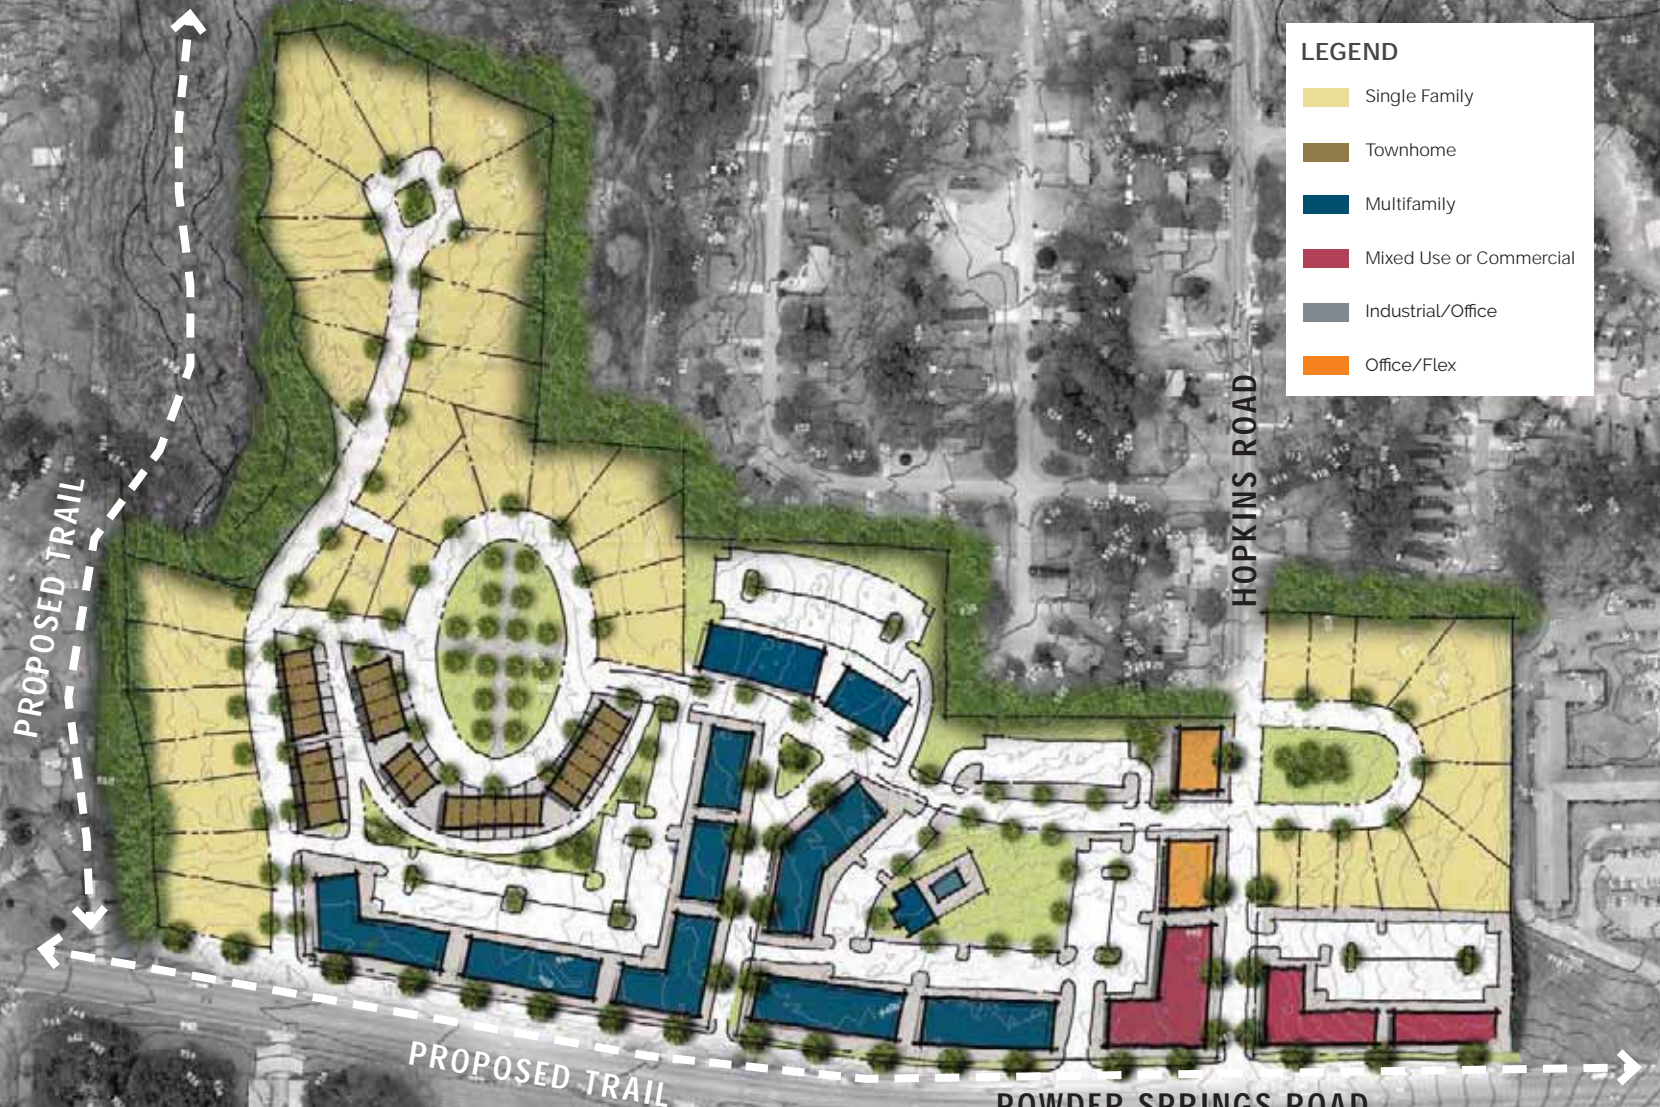 LEGEND
Single Family
Townhome
Multifamily
Mixed Use or Commercial
Industrial/Office
Office/Flex
HOPKINS ROAD
PROPOSED TRAIL
PROPOSED TRAIL
POWDER SPRINGS ROAD